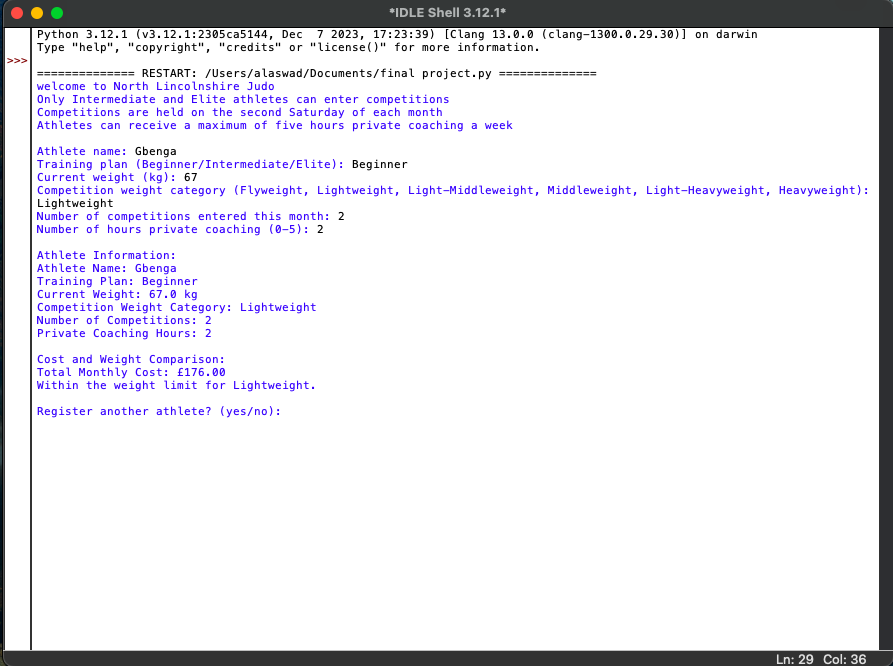 *IDLE Shell 3.12.1*
Python 3.12.1 (v3.12.1:2305ca5144, Dec  7 2023, 17:23:39) [Clang 13.0.0 (clang-1300.0.29.30)] on darwin
Type "help", "copyright", "credits" or "license()" for more information.
>>>
============== RESTART: /Users/alaswad/Documents/final project.py ==============
welcome to North Lincolnshire Judo
Only Intermediate and Elite athletes can enter competitions
Competitions are held on the second Saturday of each month
Athletes can receive a maximum of five hours private coaching a week
Athlete name: Gbenga
Training plan (Beginner/Intermediate/Elite): Beginner
Current weight (kg): 67
Competition weight category (Flyweight, Lightweight, Light-Middleweight, Middleweight, Light-Heavyweight, Heavyweight):
Lightweight
Number of competitions entered this month: 2
Number of hours private coaching (0-5): 2
Athlete Information:
Athlete Name: Gbenga
Training Plan: Beginner
Current Weight: 67.0 kg
Competition Weight Category: Lightweight
Number of Competitions: 2
Private Coaching Hours: 2
Cost and Weight Comparison:
Total Monthly Cost: £176.00
Within the weight limit for Lightweight.
Register another athlete? (yes/no):
Ln: 29 Col: 36